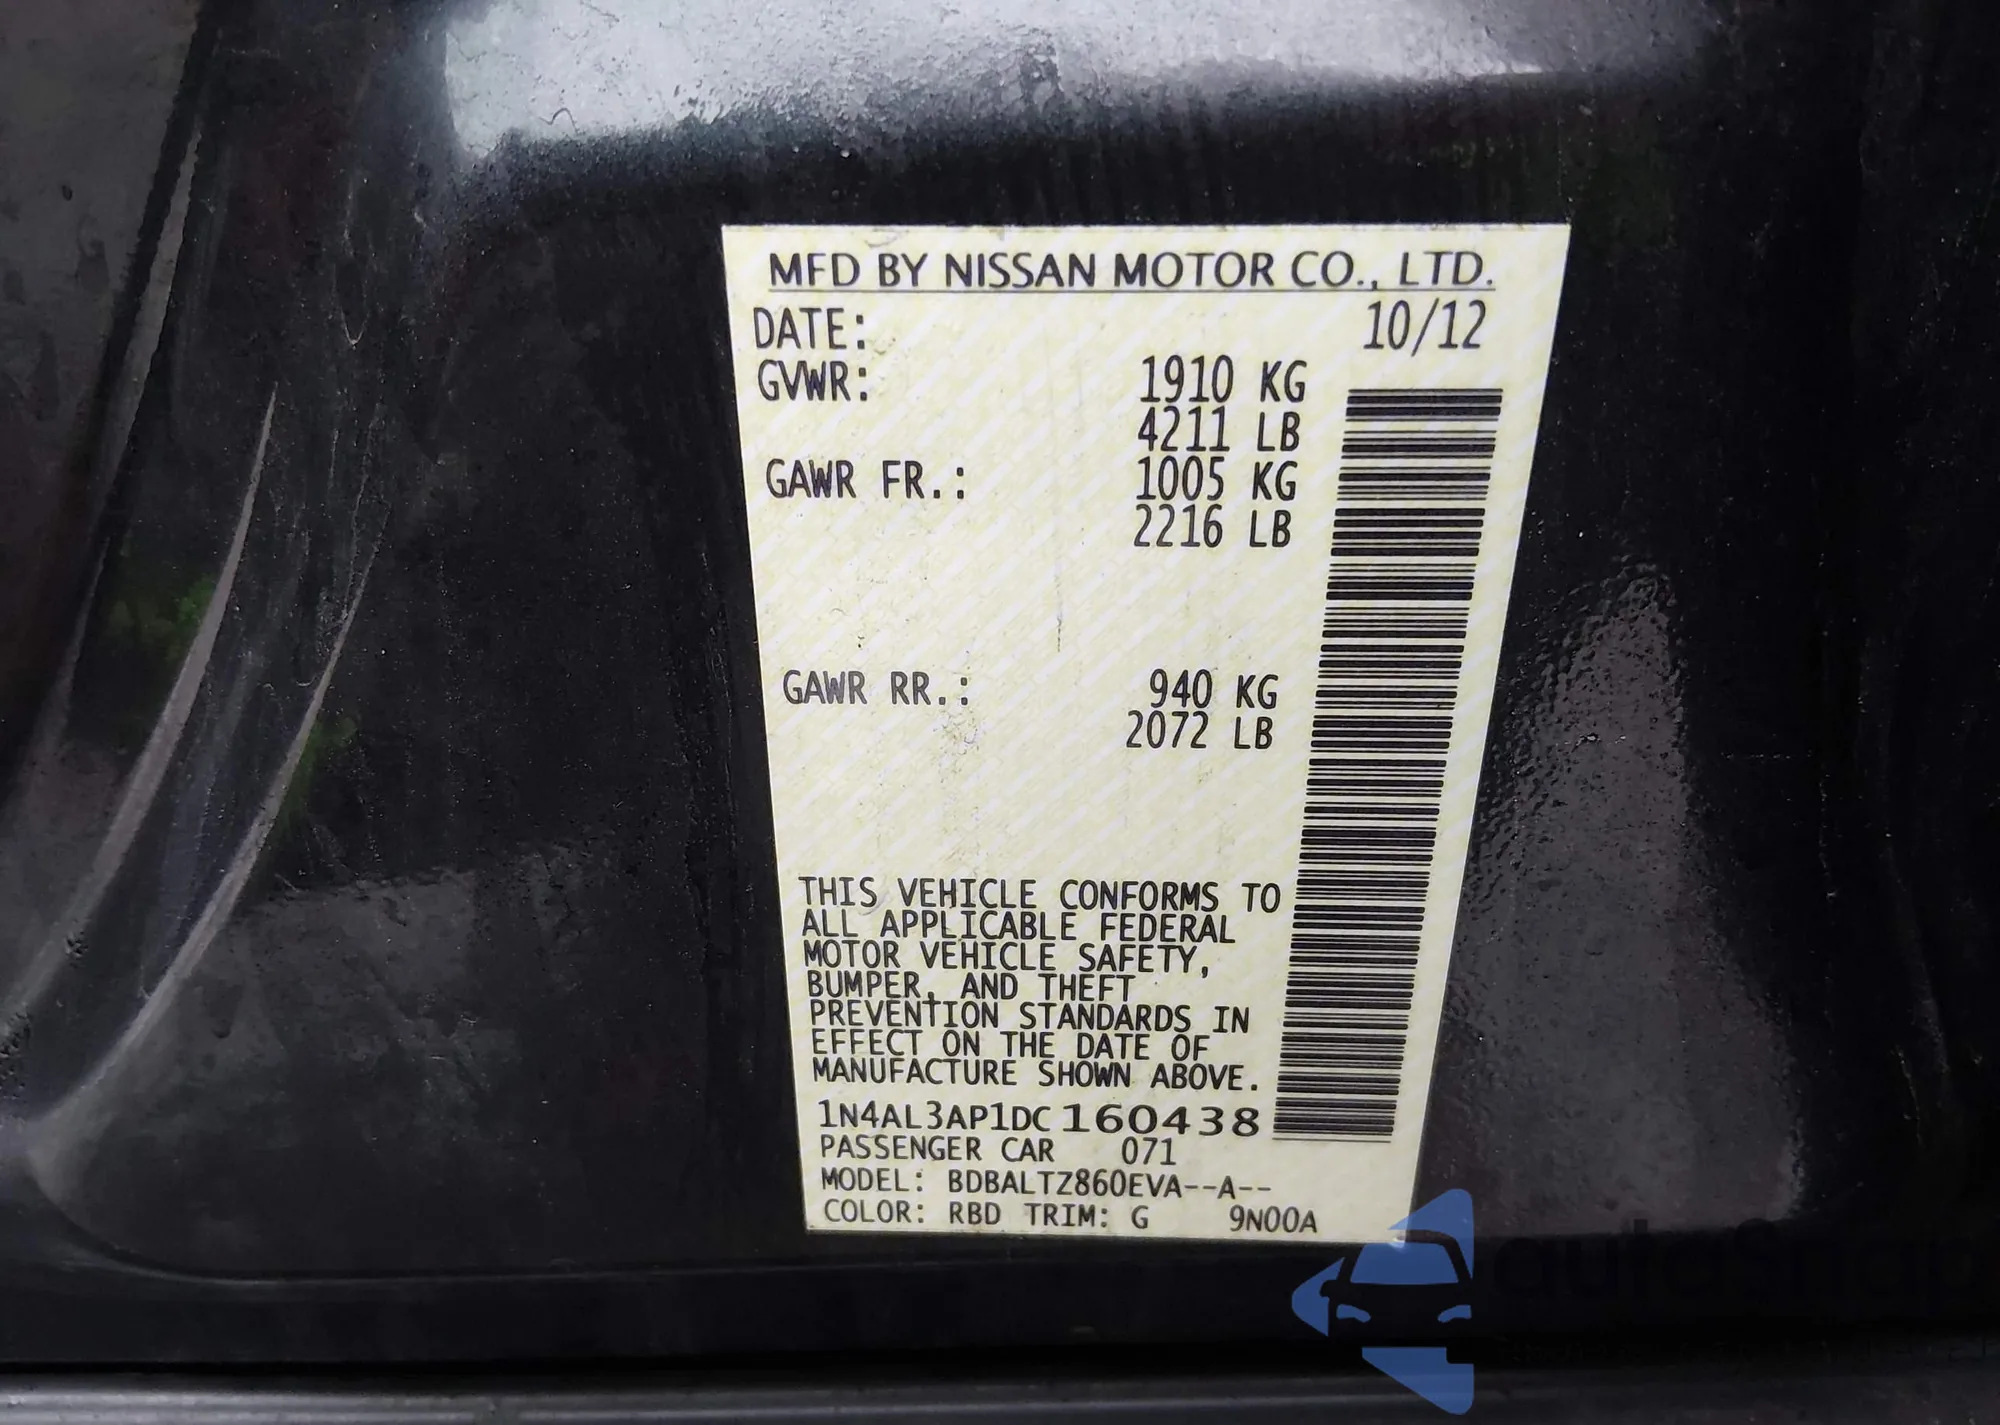 MFD BY NISSAN MOTOR CO., LTD.
DATE: 10/12
GVWR: 1910 KG
4211 LB
GAWR FR.: 1005 KG
2216 LB
GAWR RR.: 940 KG
2072 LB
THIS VEHICLE CONFORMS TO
ALL APPLICABLE FEDERAL
MOTOR VEHICLE SAFETY,
BUMPER, AND THEFT
PREVENTION STANDARDS IN
EFFECT ON THE DATE OF
MANUFACTURE SHOWN ABOVE.
1N4AL3AP1DC160438
PASSENGER CAR 071
MODEL: BDBALTZ860EVA--A--
COLOR: RBD TRIM: G 9N00A